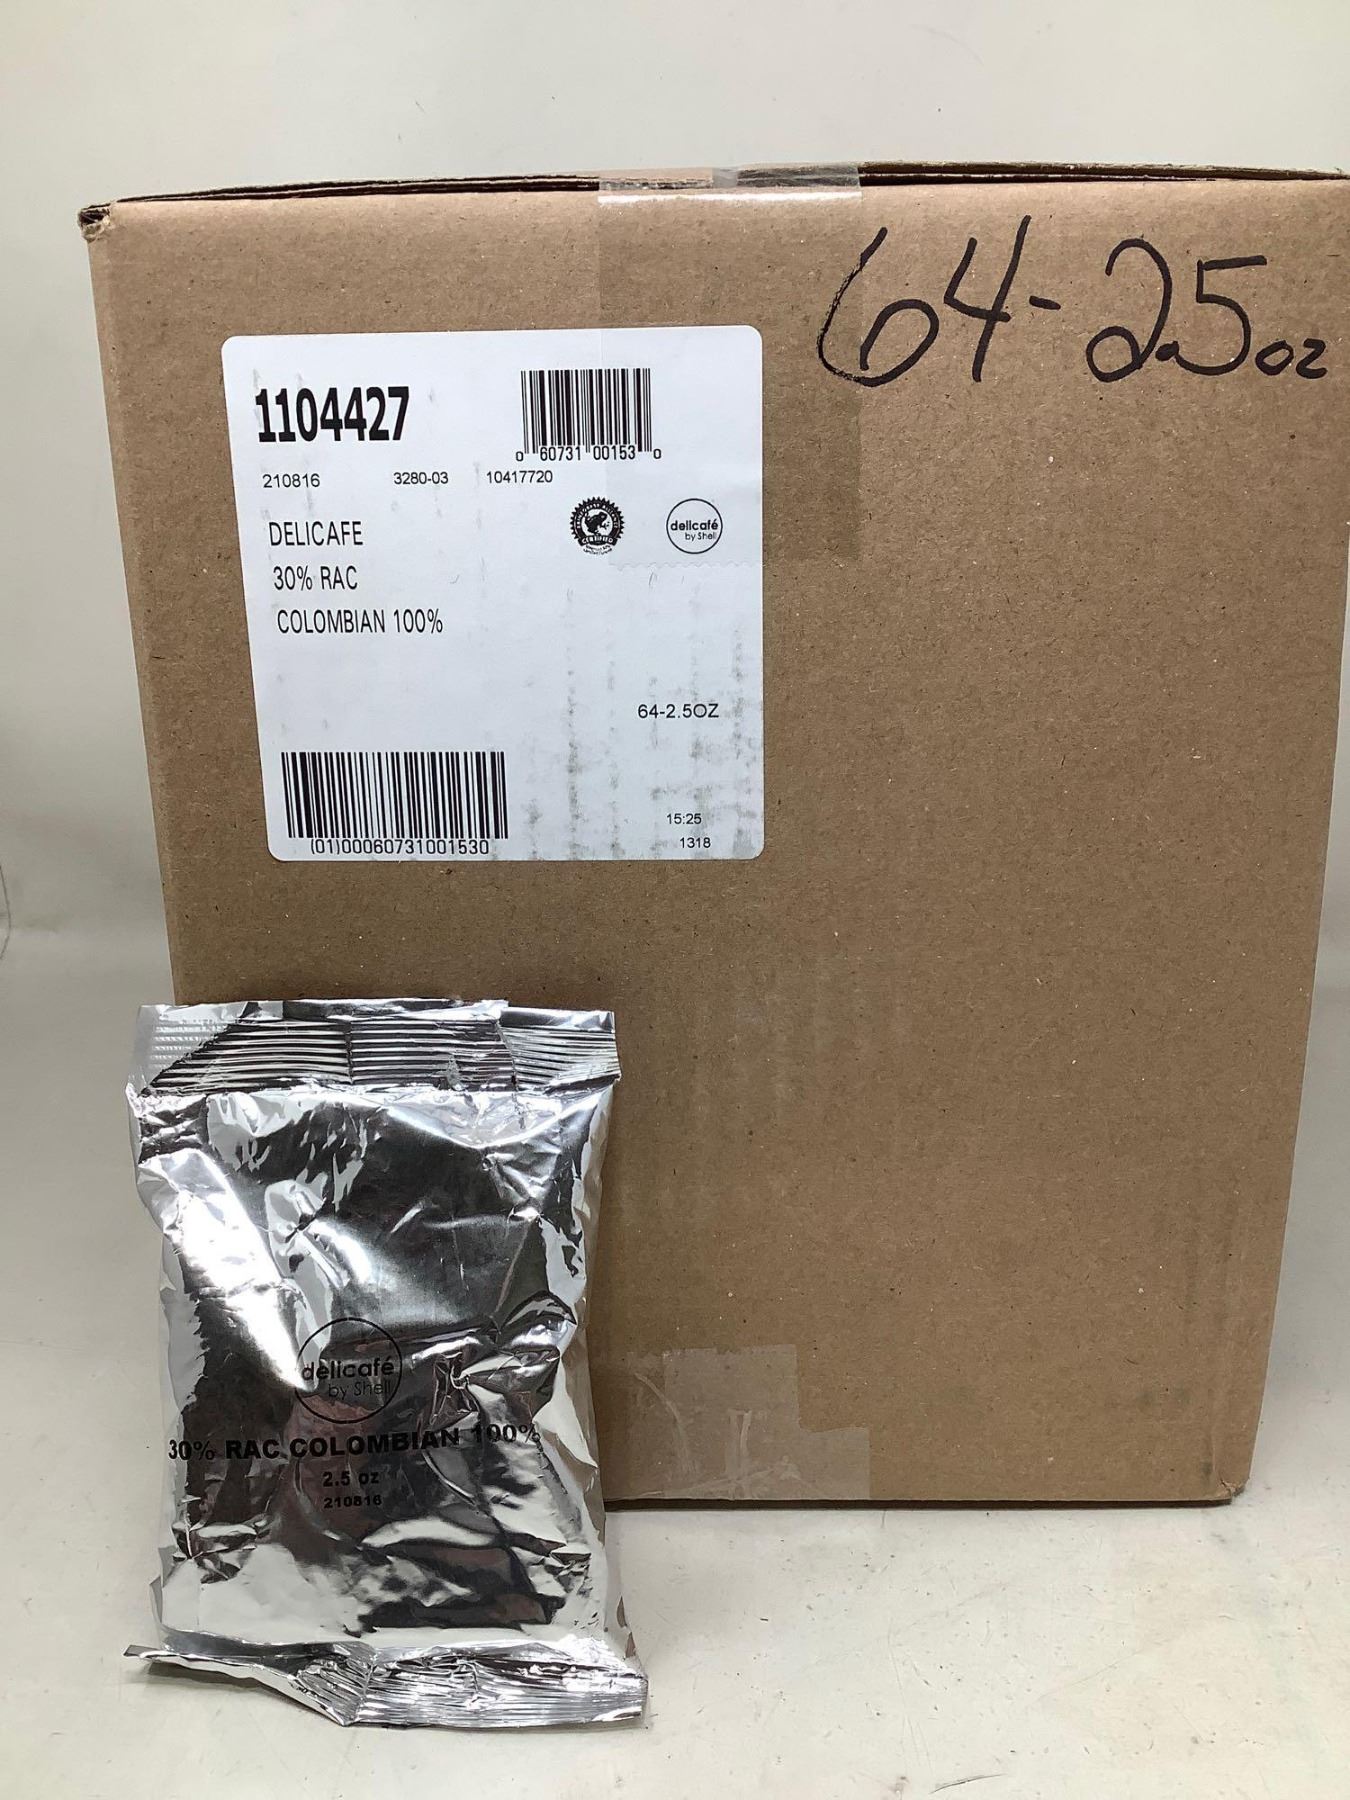 64-2.5oz
1104427
0 60731 00153 0
210816 3280-03 10417720
CERTIFIED
delicafé
by Shell
DELICAFE
30% RAC
COLOMBIAN 100%
64-2.5OZ
15:25
1318
(01)00060731001530
delicafé
by Shell
30% RAC COLOMBIAN 100%
2.5 oz
210816